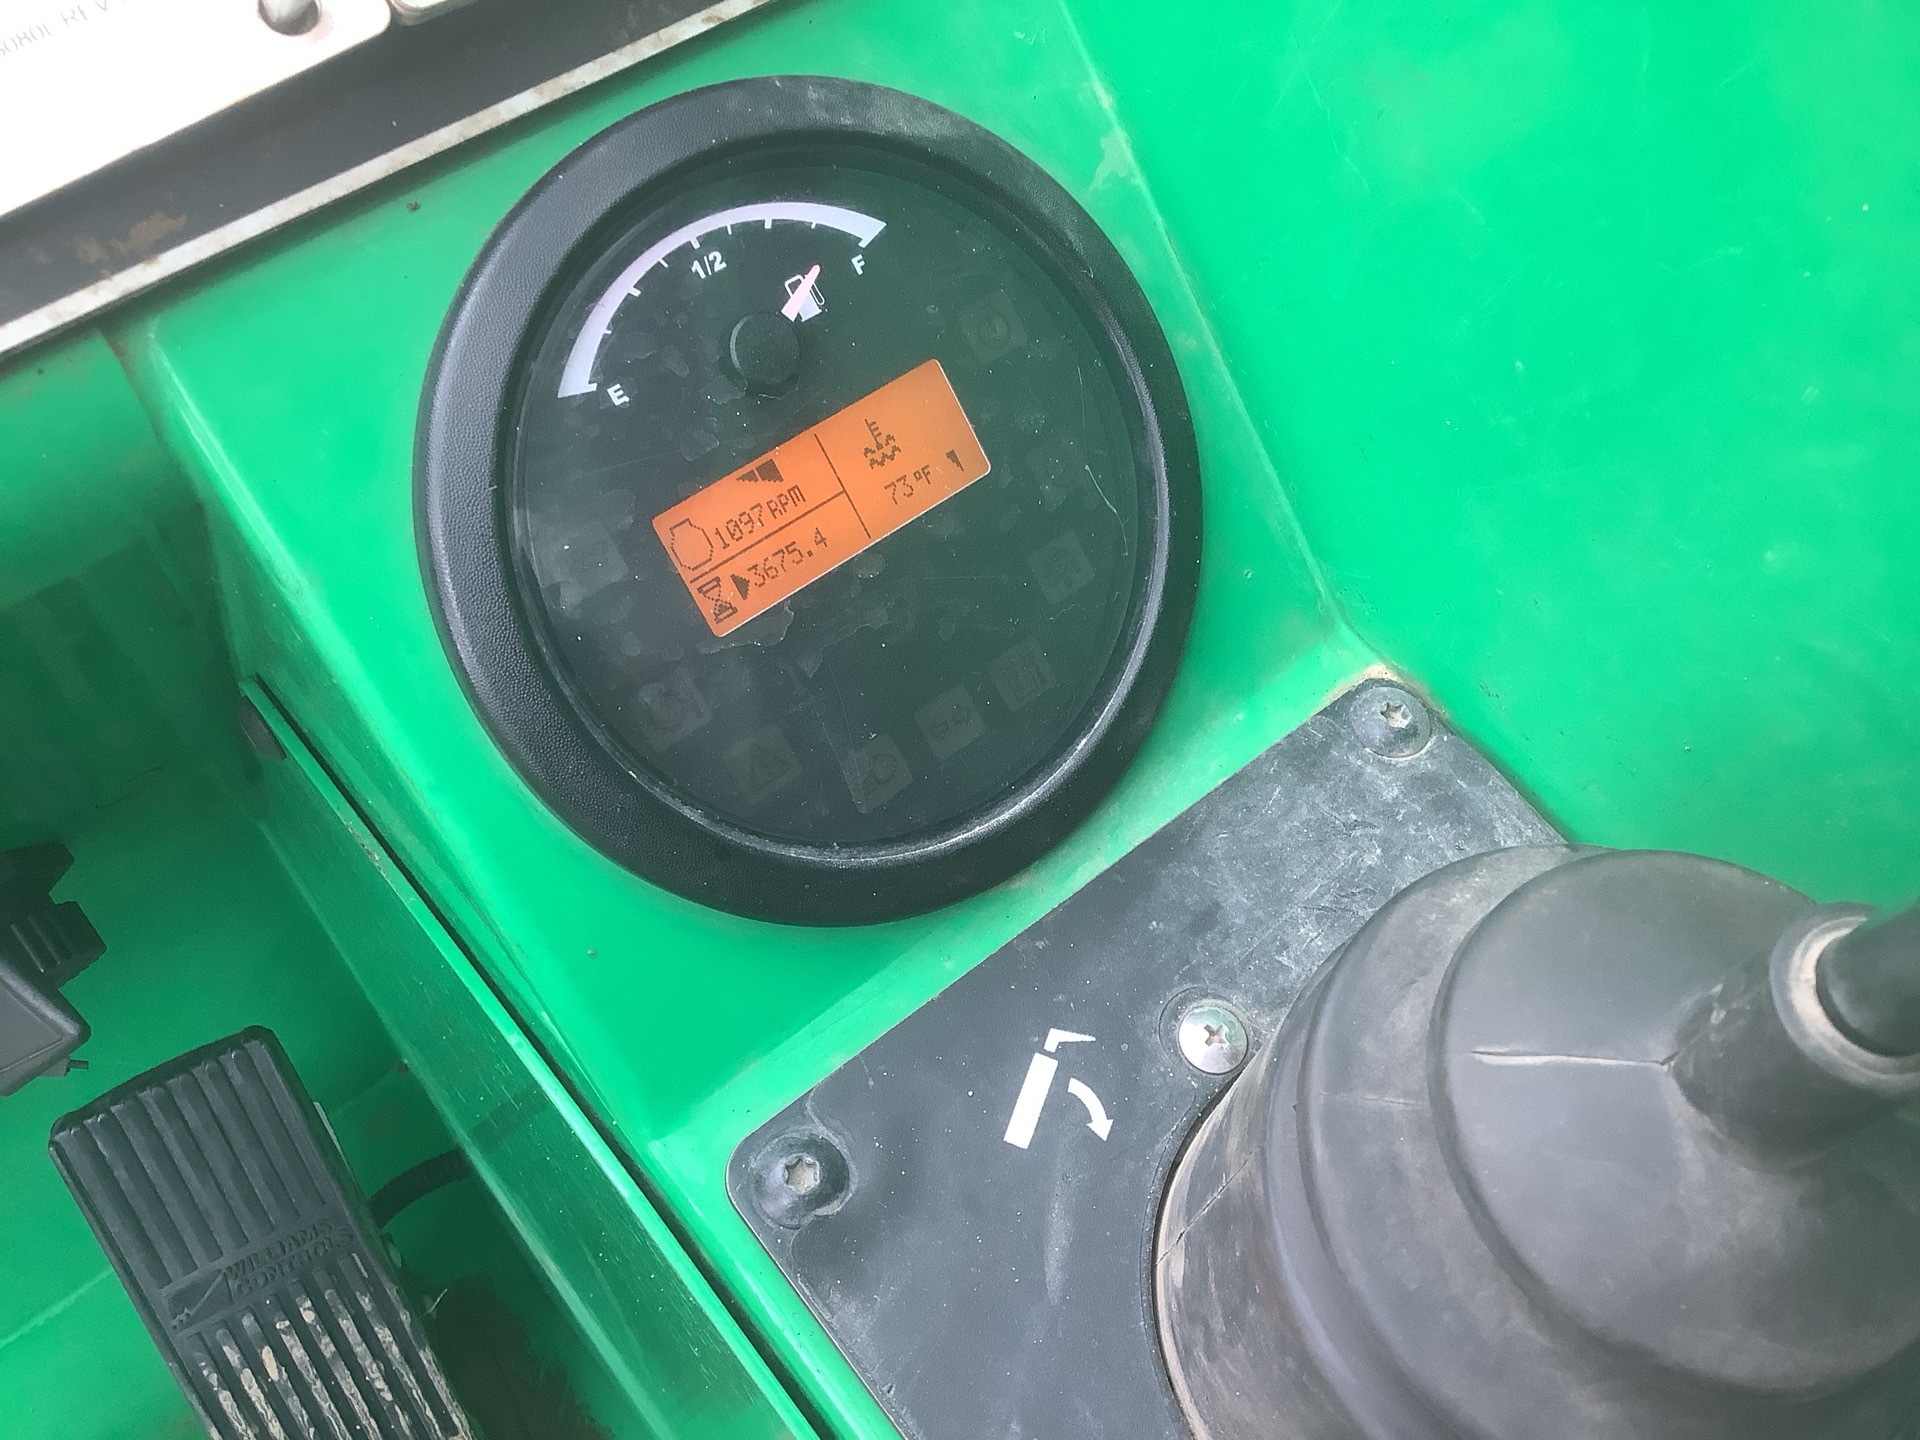 1/2
F
E
1097 RPM
73°F
3675.4
WILLIAMS
CONTROLS